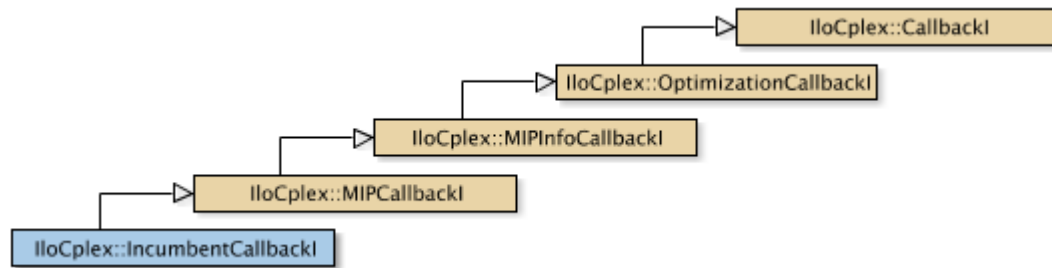 IloCplex::CallbackI
IloCplex::OptimizationCallbackI
IloCplex::MIPInfoCallbackI
IloCplex::MIPCallbackI
IloCplex::IncumbentCallbackI